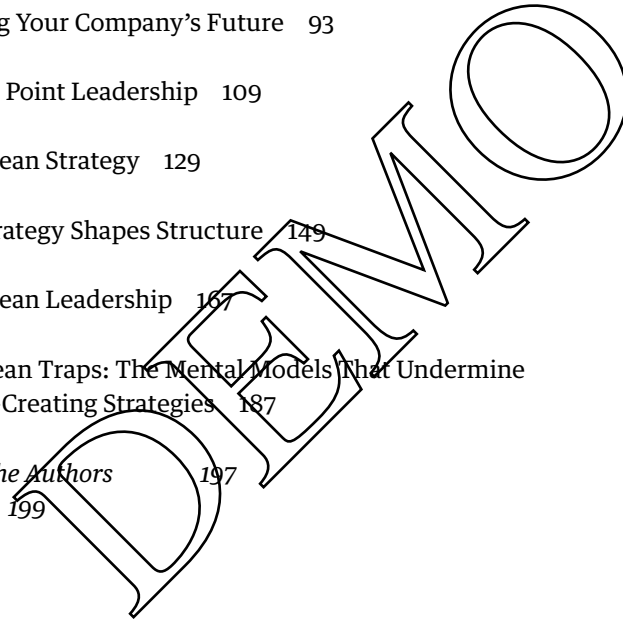 g Your Company’s Future 93
Point Leadership 109
ean Strategy 129
rategy Shapes Structure 149
ean Leadership 167
ean Traps: The Mental Models That Undermine
-Creating Strategies 187
he Authors 197
199
DEMO